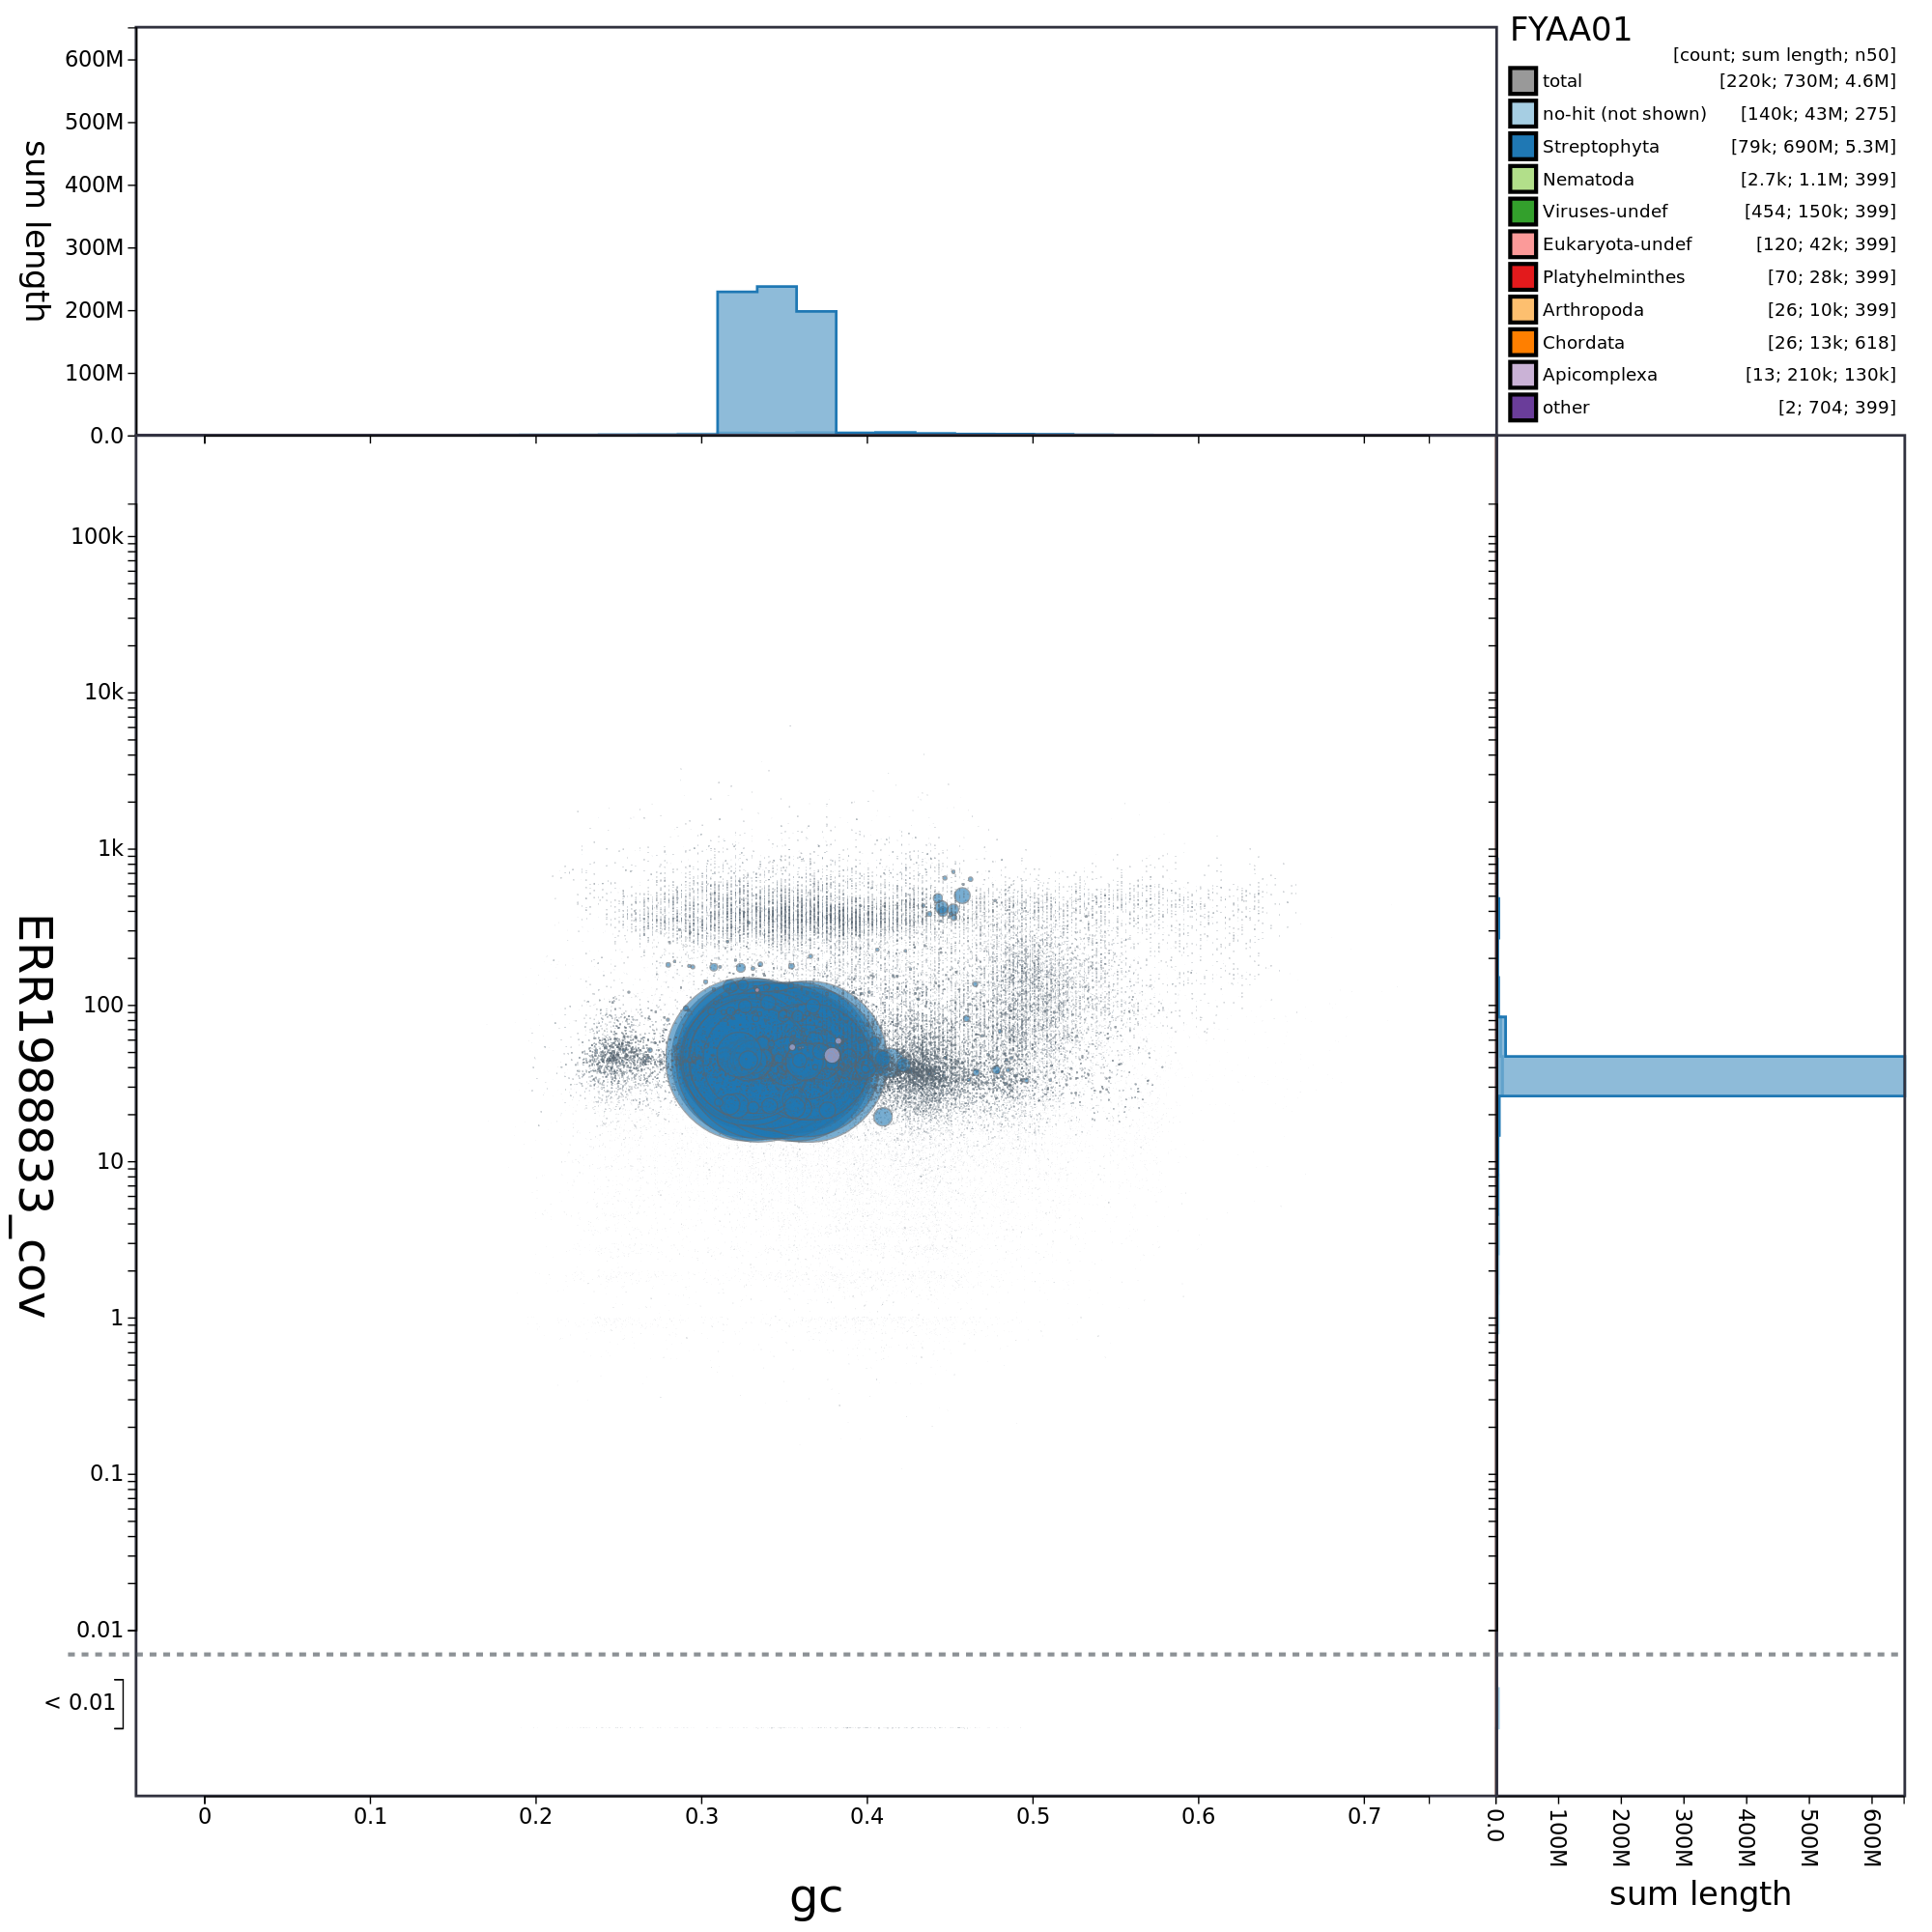 FYAA01
[count; sum length; n50]
total [220k; 730M; 4.6M]
no-hit (not shown) [140k; 43M; 275]
Streptophyta [79k; 690M; 5.3M]
Nematoda [2.7k; 1.1M; 399]
Viruses-undef [454; 150k; 399]
Eukaryota-undef [120; 42k; 399]
Platyhelminthes [70; 28k; 399]
Arthropoda [26; 10k; 399]
Chordata [26; 13k; 618]
Apicomplexa [13; 210k; 130k]
other [2; 704; 399]
sum length
600M
500M
400M
300M
200M
100M
0.0
ERR1988833_cov
100k
10k
1k
100
10
1
0.1
0.01
< 0.01
0 0.1 0.2 0.3 0.4 0.5 0.6 0.7
gc
0.0 100M 200M 300M 400M 500M 600M
sum length